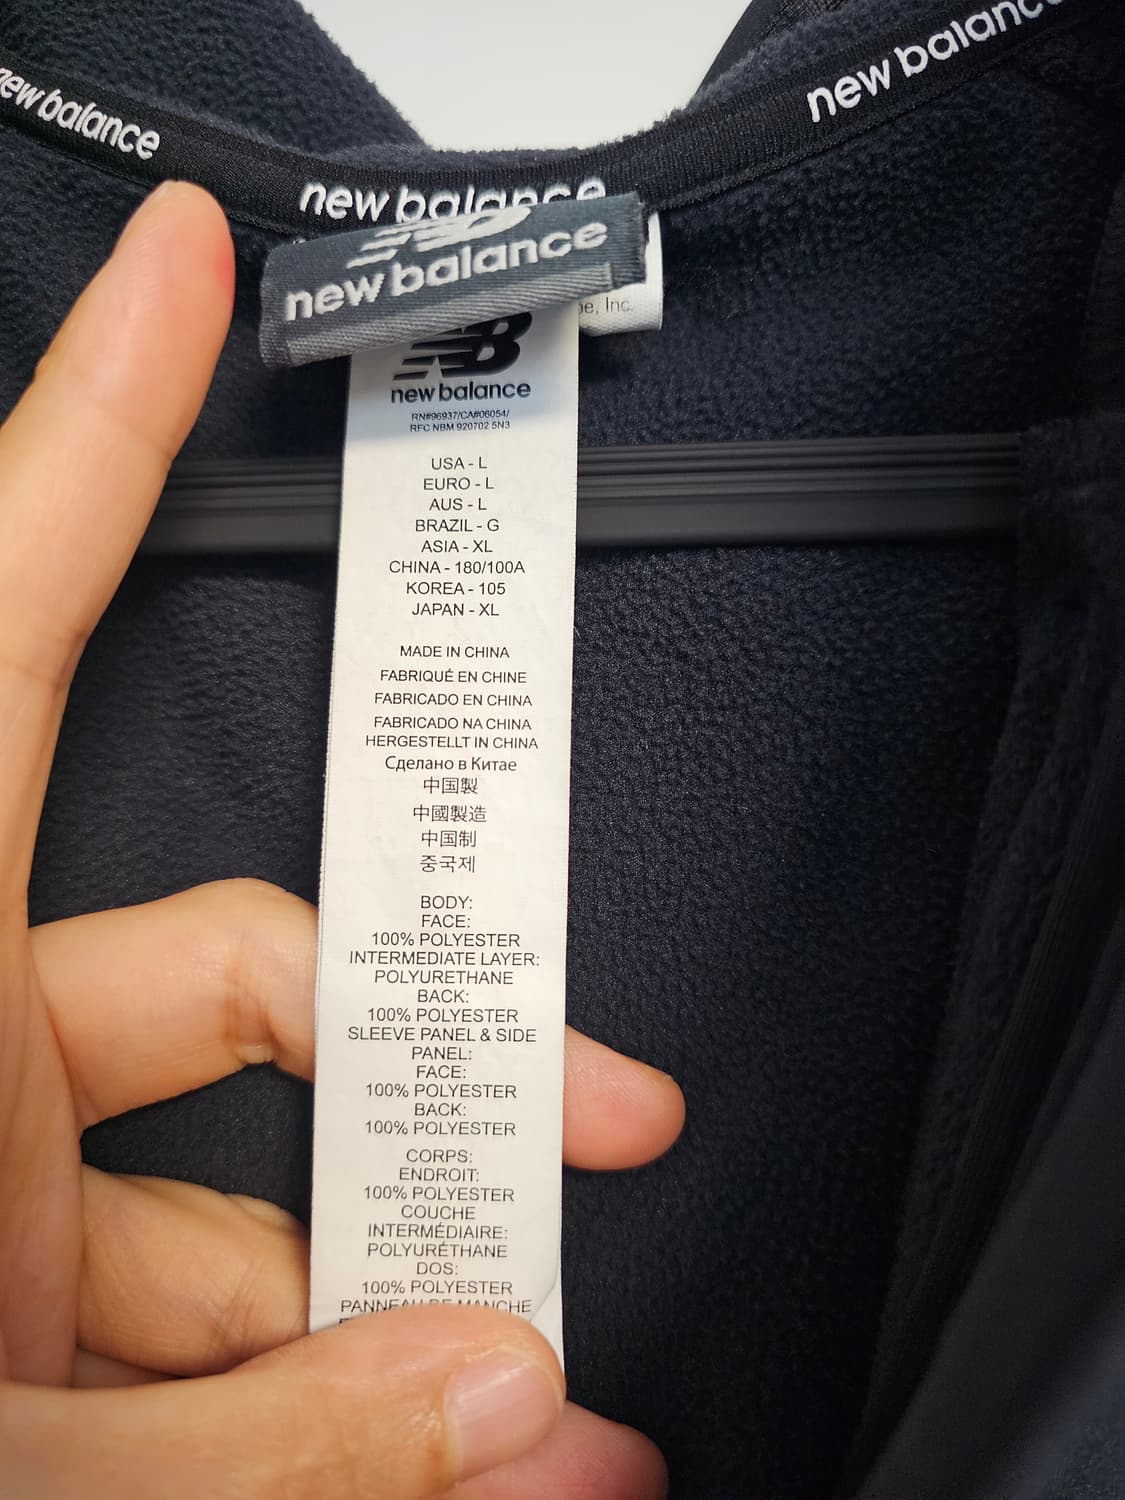 new balance
new balance
new balance
new balance
Inc.
NB
new balance
RN#96937/CA#06054/
RFC NBM 920702 5N3
USA - L
EURO - L
AUS - L
BRAZIL - G
ASIA - XL
CHINA - 180/100A
KOREA - 105
JAPAN - XL
MADE IN CHINA
FABRIQUÉ EN CHINE
FABRICADO EN CHINA
FABRICADO NA CHINA
HERGESTELLT IN CHINA
Сделано в Китае
中国製
中國製造
中国制
중국제
BODY:
FACE:
100% POLYESTER
INTERMEDIATE LAYER:
POLYURETHANE
BACK:
100% POLYESTER
SLEEVE PANEL & SIDE
PANEL:
FACE:
100% POLYESTER
BACK:
100% POLYESTER
CORPS:
ENDROIT:
100% POLYESTER
COUCHE
INTERMÉDIAIRE:
POLYURÉTHANE
DOS:
100% POLYESTER
PANNEAU DE MANCHE